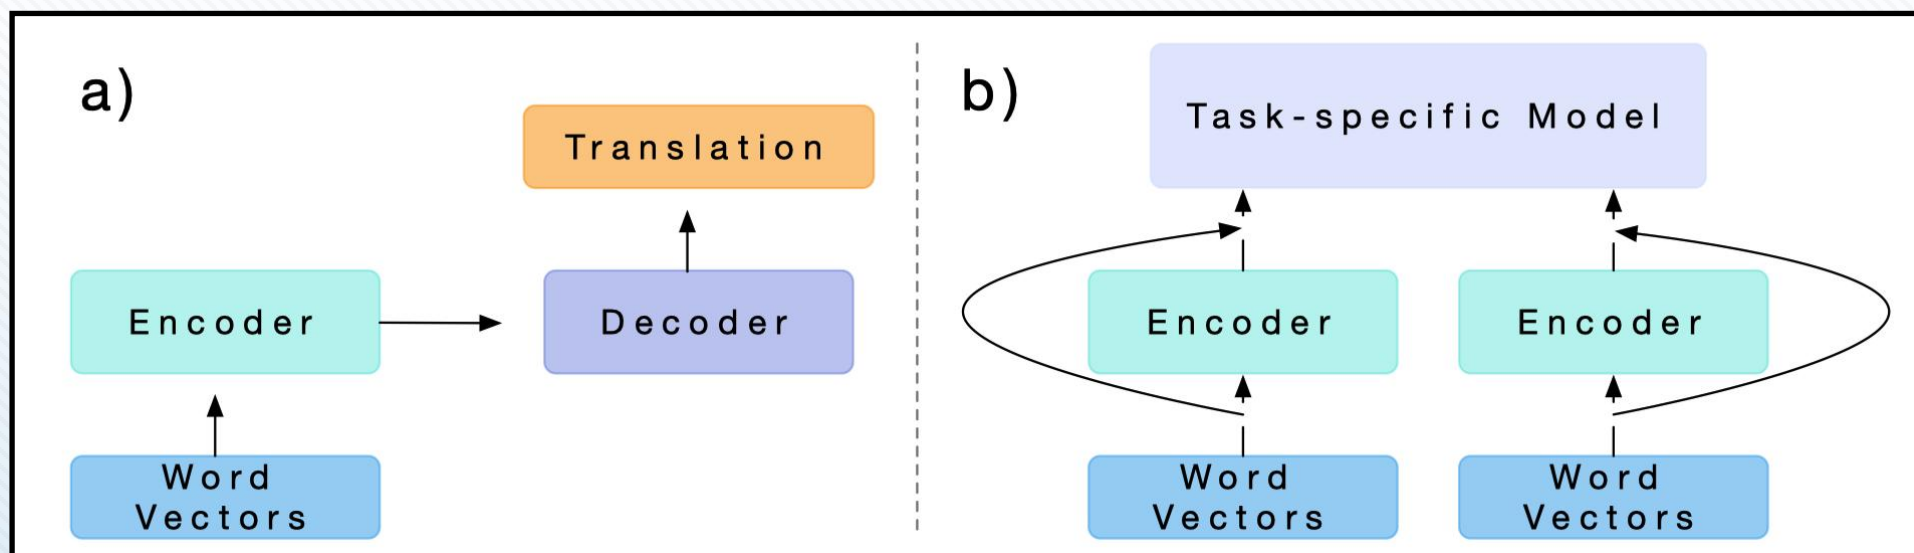 a)
Translation
Encoder
Decoder
Word
Vectors
b)
Task-specific Model
Encoder
Encoder
Word
Vectors
Word
Vectors